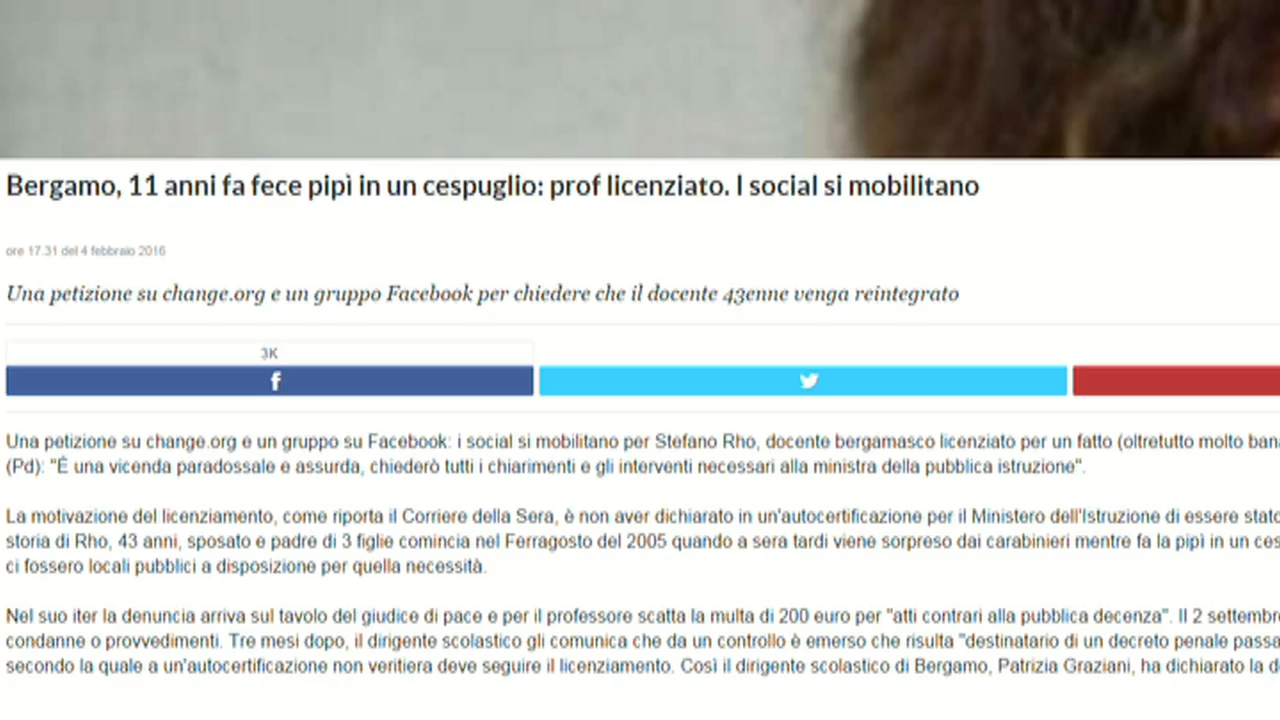 Bergamo, 11 anni fa fece pipì in un cespuglio: prof licenziato. I social si mobilitano
ore 17.31 del 4 febbraio 2016
Una petizione su change.org e un gruppo Facebook per chiedere che il docente 43enne venga reintegrato
3K
f
Una petizione su change.org e un gruppo su Facebook: i social si mobilitano per Stefano Rho, docente bergamasco licenziato per un fatto (oltretutto molto
(Pd): "È una vicenda paradossale e assurda, chiederò tutti i chiarimenti e gli interventi necessari alla ministra della pubblica istruzione".
La motivazione del licenziamento, come riporta il Corriere della Sera, è non aver dichiarato in un'autocertificazione per il Ministero dell'Istruzione di essere
storia di Rho, 43 anni, sposato e padre di 3 figlie comincia nel Ferragosto del 2005 quando a sera tardi viene sorpreso dai carabinieri mentre fa la pipì in un
ci fossero locali pubblici a disposizione per quella necessità.
Nel suo iter la denuncia arriva sul tavolo del giudice di pace e per il professore scatta la multa di 200 euro per "atti contrari alla pubblica decenza". Il 2
condanne o provvedimenti. Tre mesi dopo, il dirigente scolastico gli comunica che da un controllo è emerso che risulta "destinatario di un decreto penale
secondo la quale a un'autocertificazione non veritiera deve seguire il licenziamento. Così il dirigente scolastico di Bergamo, Patrizia Graziani, ha dichiarato la